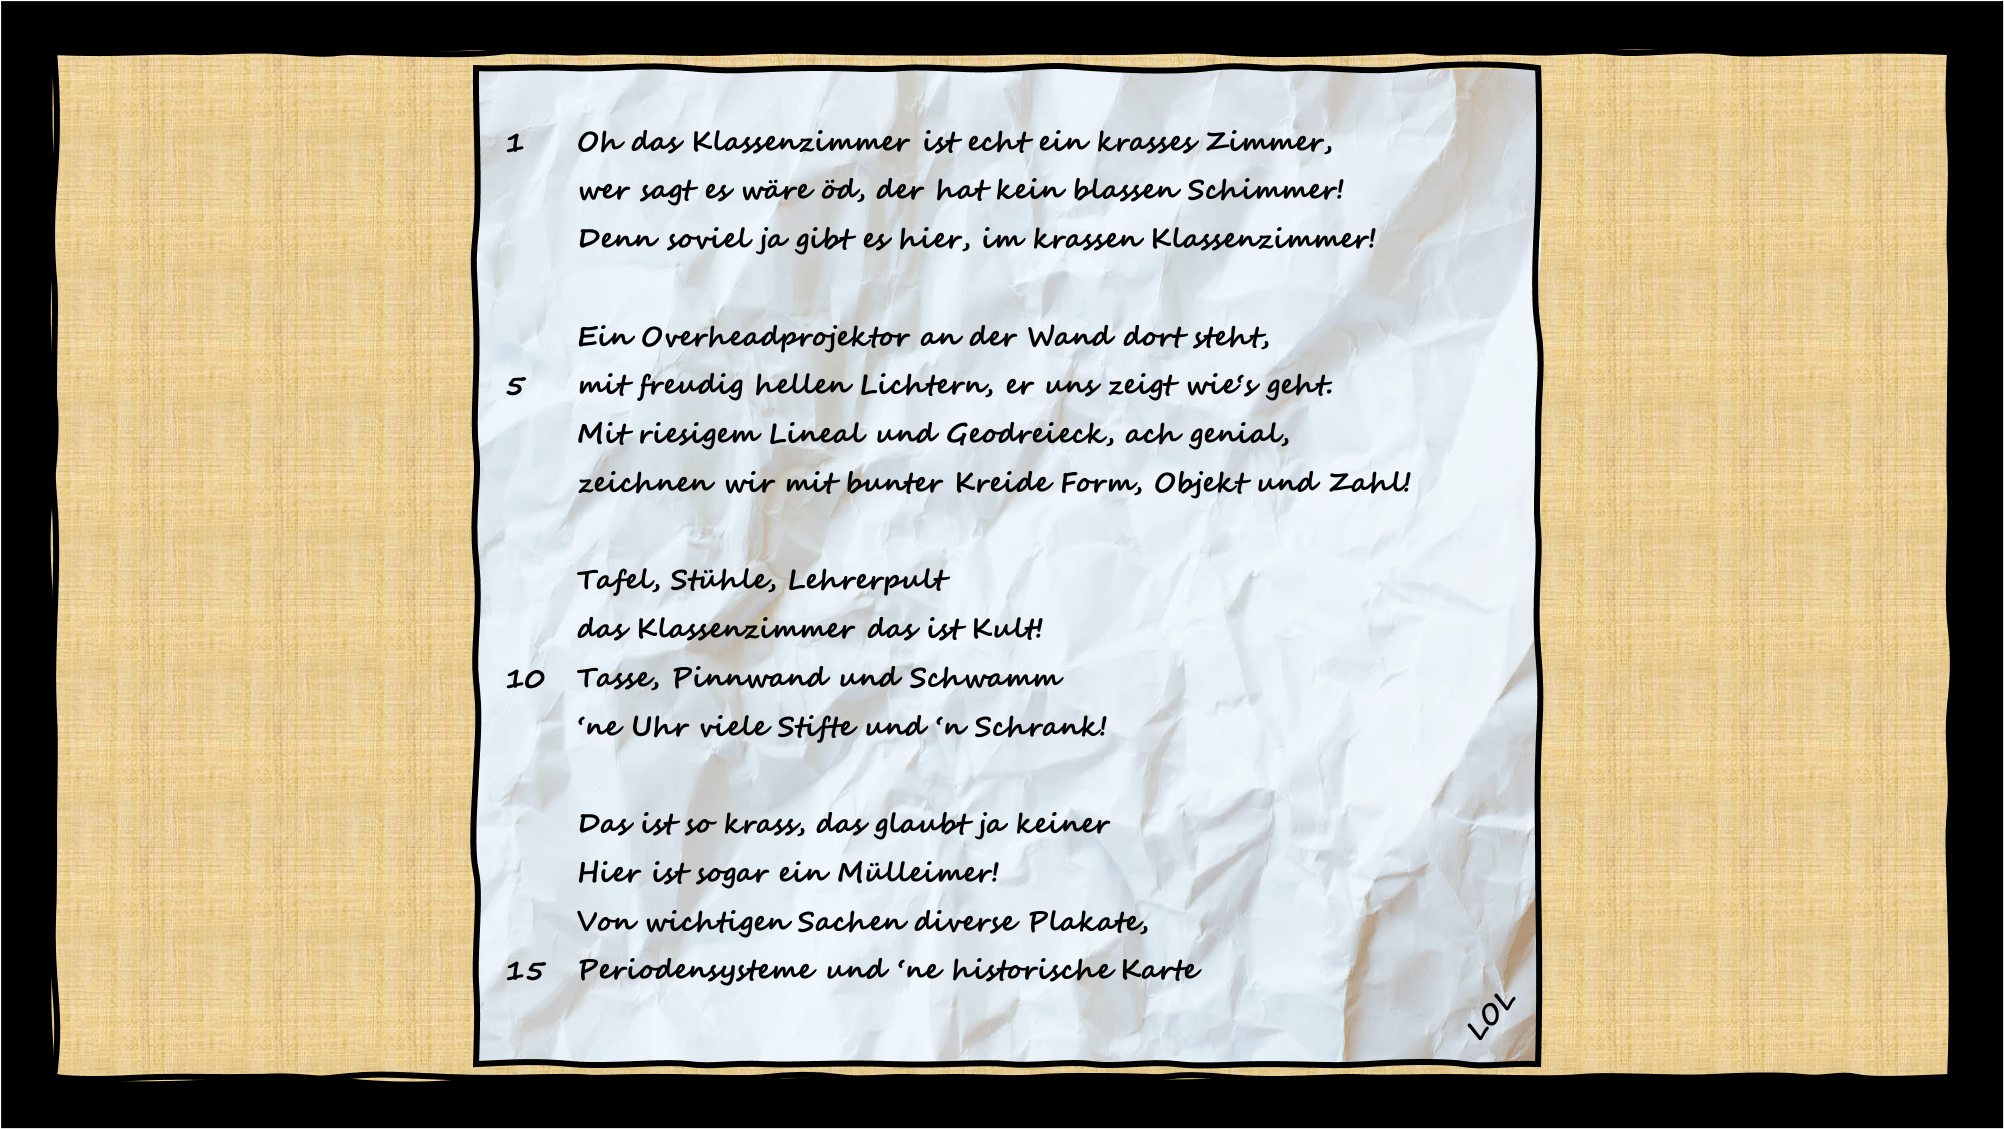 1 Oh das Klassenzimmer ist echt ein krasses Zimmer,
wer sagt es wäre öd, der hat kein blassen Schimmer!
Denn soviel ja gibt es hier, im krassen Klassenzimmer!
Ein Overheadprojektor an der Wand dort steht,
5 mit freudig hellen Lichtern, er uns zeigt wie‘s geht.
Mit riesigem Lineal und Geodreieck, ach genial,
zeichnen wir mit bunter Kreide Form, Objekt und Zahl!
Tafel, Stühle, Lehrerpult
das Klassenzimmer das ist Kult!
10 Tasse, Pinnwand und Schwamm
‘ne Uhr viele Stifte und ‘n Schrank!
Das ist so krass, das glaubt ja keiner
Hier ist sogar ein Mülleimer!
Von wichtigen Sachen diverse Plakate,
15 Periodensysteme und ‘ne historische Karte
LOL